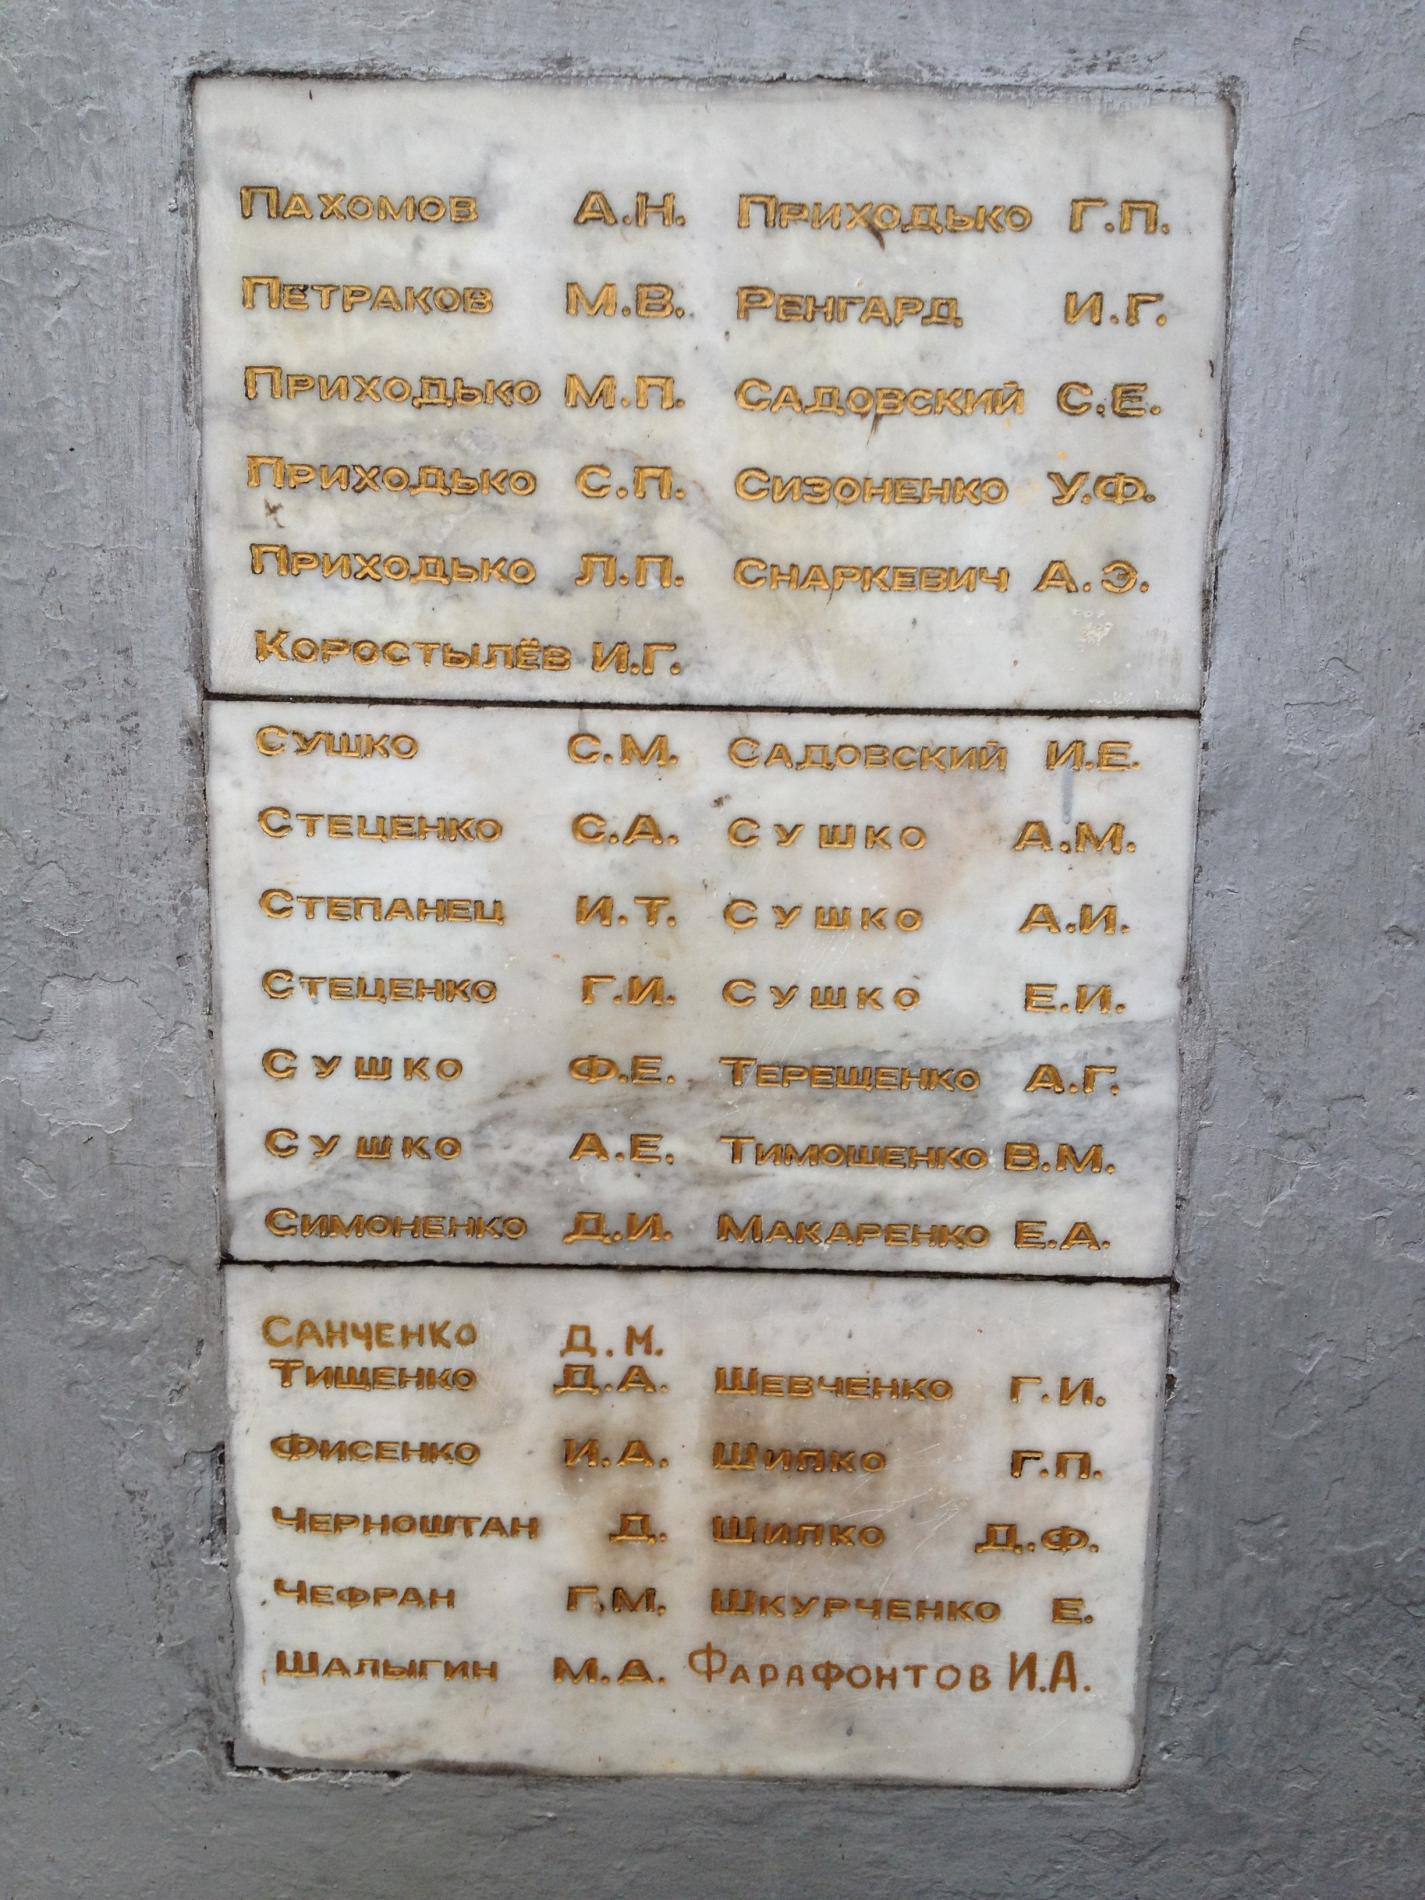 Пахомов А.Н. Приходько Г.П.
Петраков М.В. Ренгард И.Г.
Приходько М.П. Садовский С.Е.
Приходько С.П. Сизоненко У.Ф.
Приходько Л.П. Снаркевич А.Э.
Коростылёв И.Г.
Сушко С.М. Садовский И.Е.
Стеценко С.А. Сушко А.М.
Степанец И.Т. Сушко А.И.
Стеценко Г.И. Сушко Е.И.
Сушко Ф.Е. Терещенко А.Г.
Сушко А.Е. Тимошенко В.М.
Симоненко Д.И. Макаренко Е.А.
Санченко Д.М.
Тищенко Д.А. Шевченко Г.И.
Фисенко И.А. Шилко Г.П.
Черноштан Д. Шилко Д.Ф.
Чефран Г.М. Шкурченко Е.
Шалыгин М.А. Фарафонтов И.А.